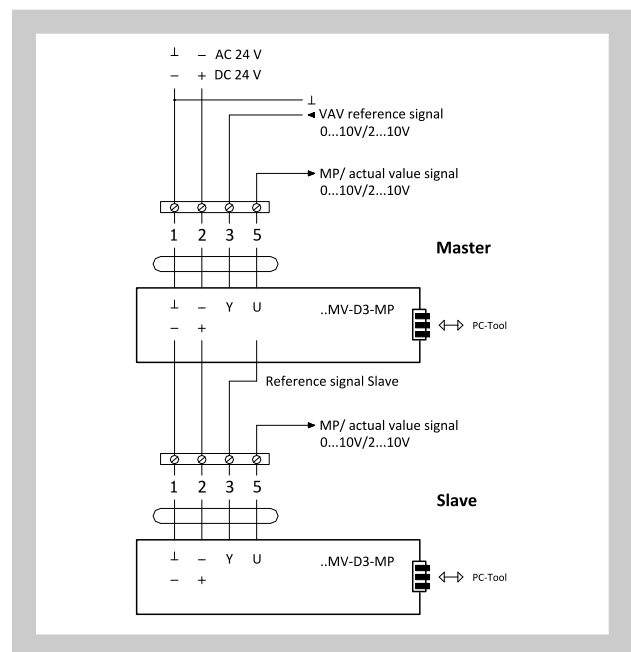 ⊥ – AC 24 V
– + DC 24 V
⊥
VAV reference signal
0...10V/2...10V
MP/ actual value signal
0...10V/2...10V
1 2 3 5
Master
⊥ – Y U ..MV-D3-MP
– +
PC-Tool
Reference signal Slave
MP/ actual value signal
0...10V/2...10V
1 2 3 5
Slave
⊥ – Y U ..MV-D3-MP
– +
PC-Tool